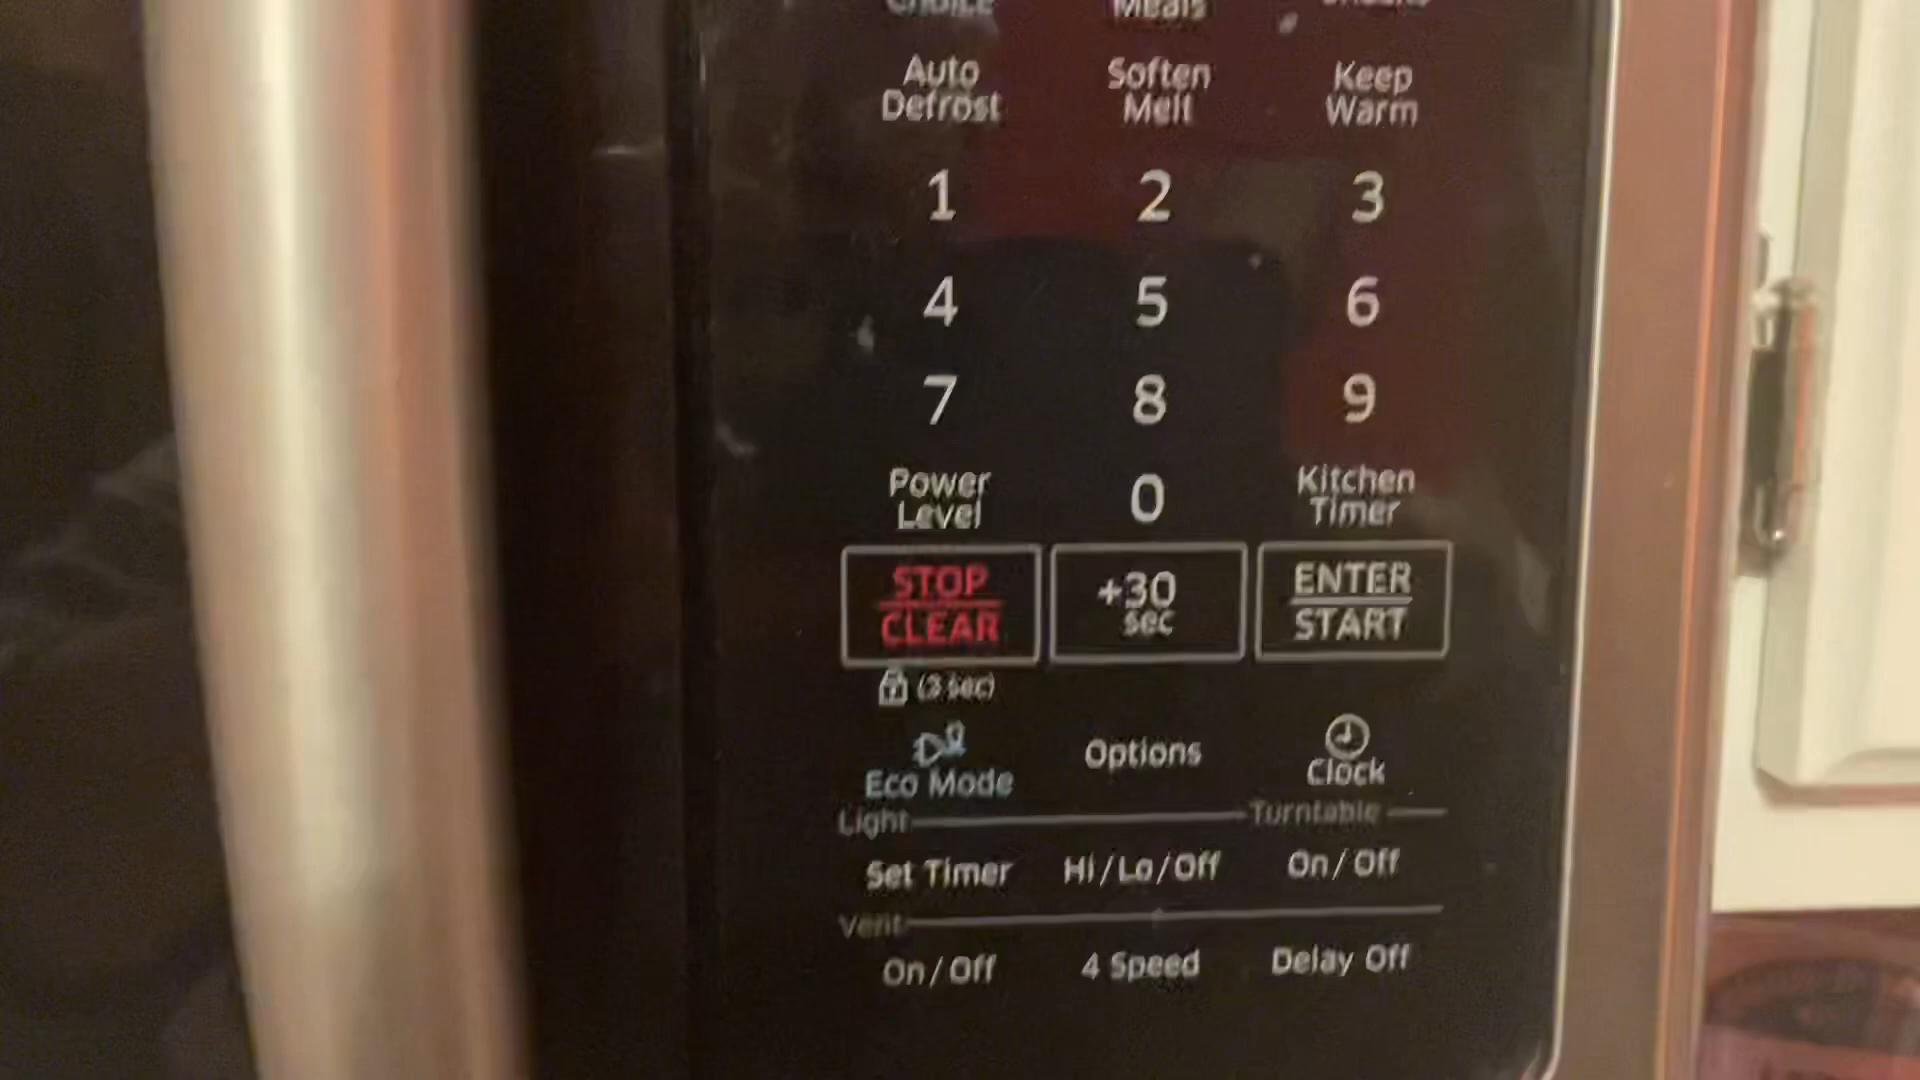 CHOICE Meals
Auto Soften Keep
Defrost Melt Warm
1 2 3
4 5 6
7 8 9
Power 0 Kitchen
Level Timer
STOP +30 ENTER
CLEAR sec START
(3 sec)
Eco Mode Options Clock
Light Turntable
Set Timer Hi/Lo/Off On/Off
Vent
On/Off 4 Speed Delay Off